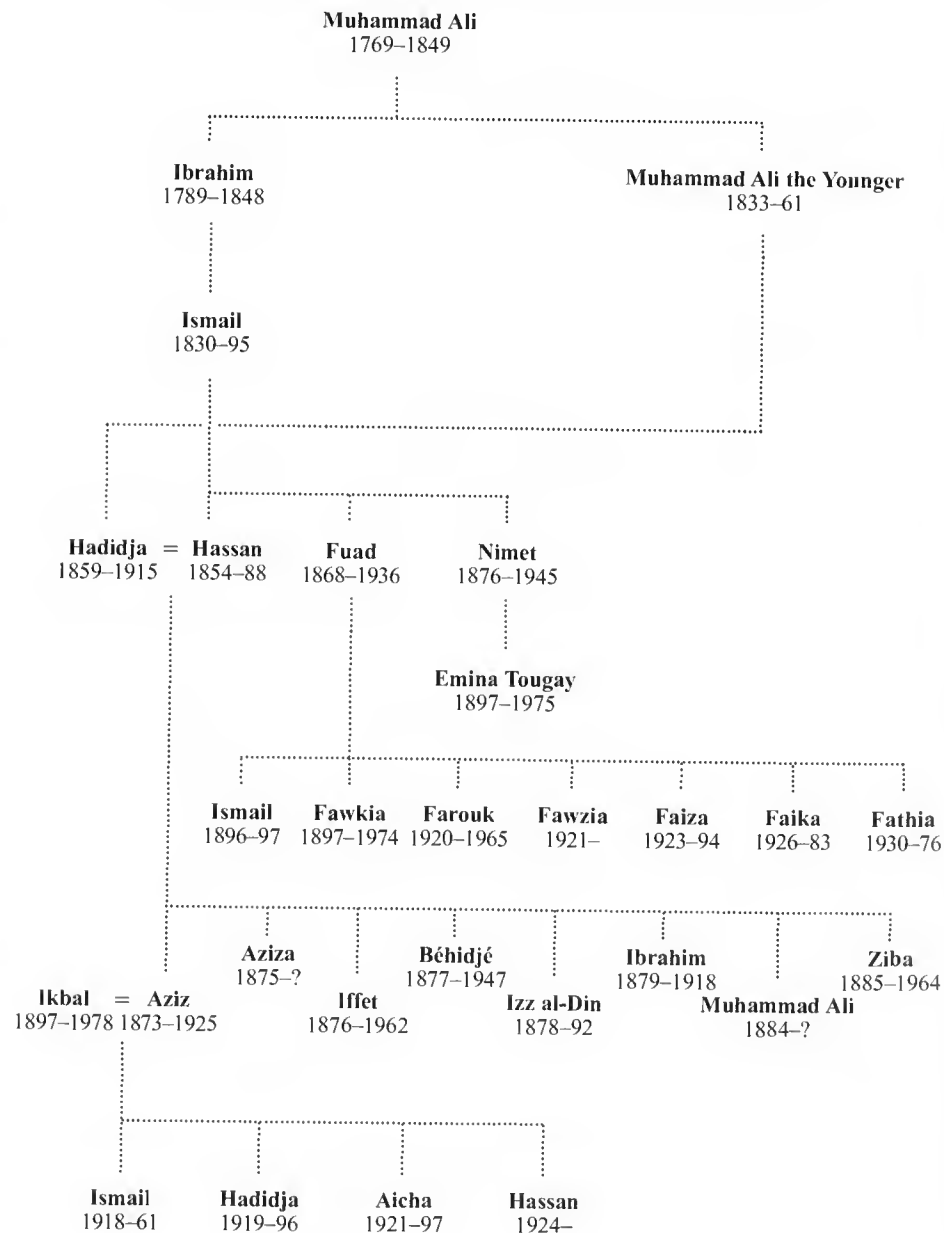 Muhammad Ali
1769–1849
Ibrahim
1789–1848
Muhammad Ali the Younger
1833–61
Ismail
1830–95
Hadidja = Hassan
1859–1915 1854–88
Fuad
1868–1936
Nimet
1876–1945
Emina Tougay
1897–1975
Ismail
1896–97
Fawkia
1897–1974
Farouk
1920–1965
Fawzia
1921–
Faiza
1923–94
Faika
1926–83
Fathia
1930–76
Ikbal = Aziz
1897–1978 1873–1925
Aziza
1875–?
Iffet
1876–1962
Béhidjé
1877–1947
Izz al-Din
1878–92
Ibrahim
1879–1918
Muhammad Ali
1884–?
Ziba
1885–1964
Ismail
1918–61
Hadidja
1919–96
Aicha
1921–97
Hassan
1924–